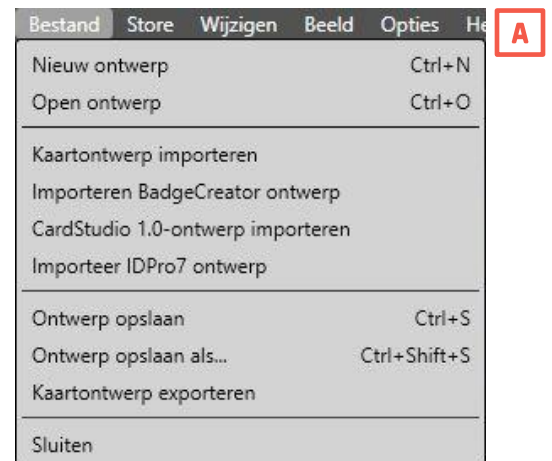 Bestand Store Wijzigen Beeld Opties He A
Nieuw ontwerp Ctrl+N
Open ontwerp Ctrl+O
Kaartontwerp importeren
Importeren BadgeCreator ontwerp
CardStudio 1.0-ontwerp importeren
Importeer IDPro7 ontwerp
Ontwerp opslaan Ctrl+S
Ontwerp opslaan als... Ctrl+Shift+S
Kaartontwerp exporteren
Sluiten